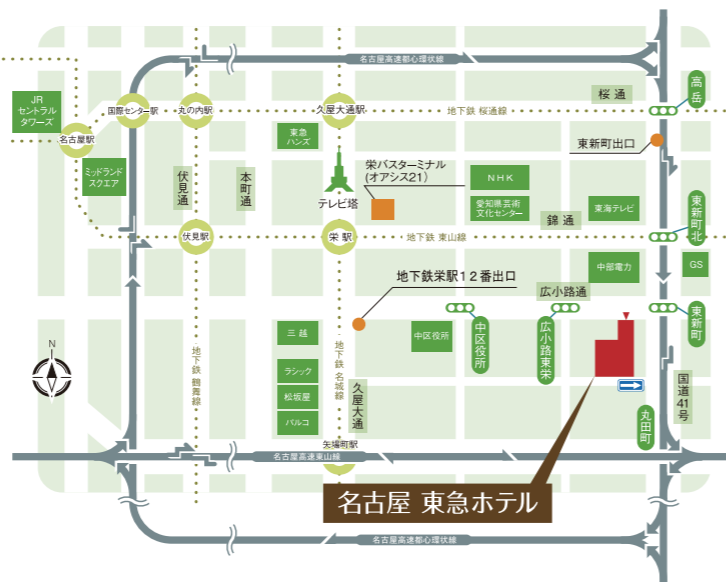 名古屋高速都心環状線
桜通
高岳
JR
セントラル
タワーズ
国際センター駅
丸の内駅
久屋大通駅
地下鉄 桜通線
名古屋駅
東急
ハンズ
東新町出口
ミッドランド
スクエア
伏見通
本町通
テレビ塔
栄バスターミナル
(オアシス21)
NHK
愛知県芸術
文化センター
東海テレビ
錦通
東新町北
伏見駅
栄駅
地下鉄 東山線
中部電力
GS
地下鉄栄駅12番出口
広小路通
三越
中区役所
中区役所
広小路東栄
東新町
N
地下鉄 鶴舞線
地下鉄 名城線
ラシック
松坂屋
パルコ
久屋大通
国道41号
丸田町
矢場町駅
名古屋高速東山線
名古屋 東急ホテル
名古屋高速都心環状線